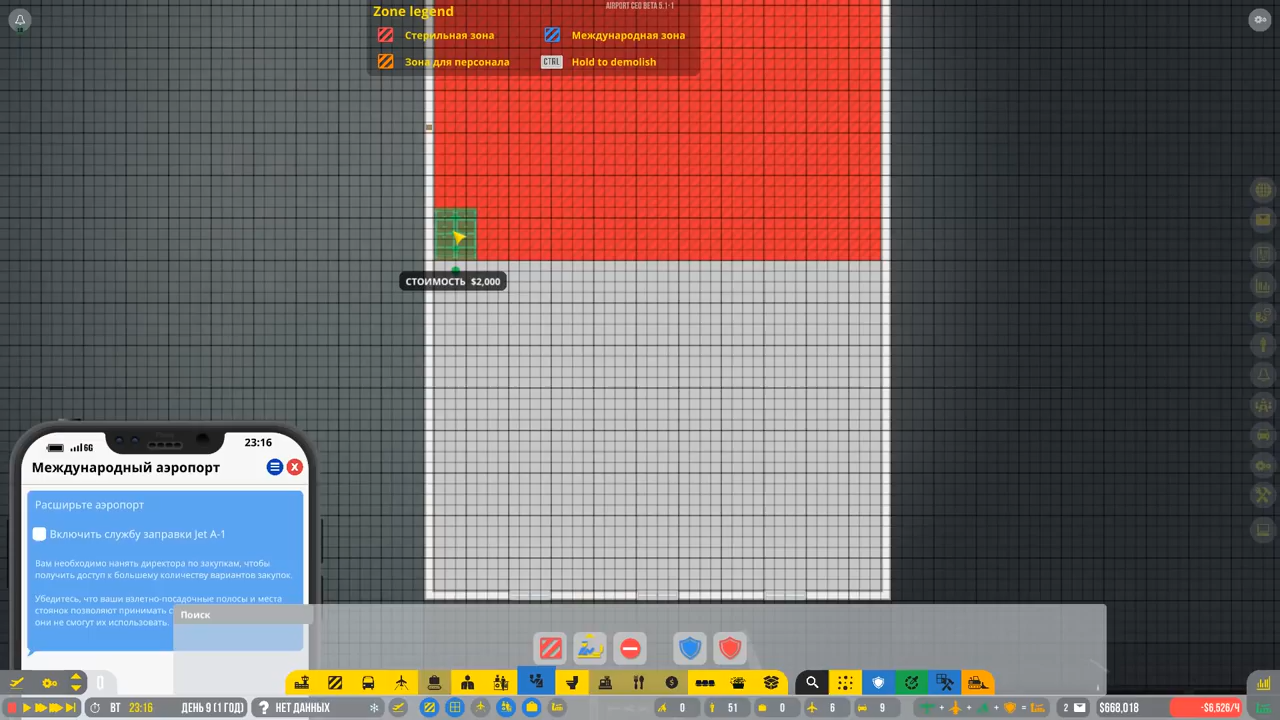 AIRPORT CEO BETA 5.1-1
Zone legend
Стерильная зона
Международная зона
Зона для персонала
CTRL Hold to demolish
СТОИМОСТЬ $2,000
6G 23:16
Международный аэропорт
Расширьте аэропорт
Включить службу заправки Jet A-1
Вам необходимо нанять директора по закупкам, чтобы
получить доступ к большему количеству вариантов закупок.
Убедитесь, что ваши взлетно-посадочные полосы и места
стоянок позволяют принимать с
они не смогут их использовать.
Поиск
ВТ 23:16 ДЕНЬ 9 (1 ГОД) ? НЕТ ДАННЫХ 0 51 0 6 9 2 $668,018 -$6,526/4